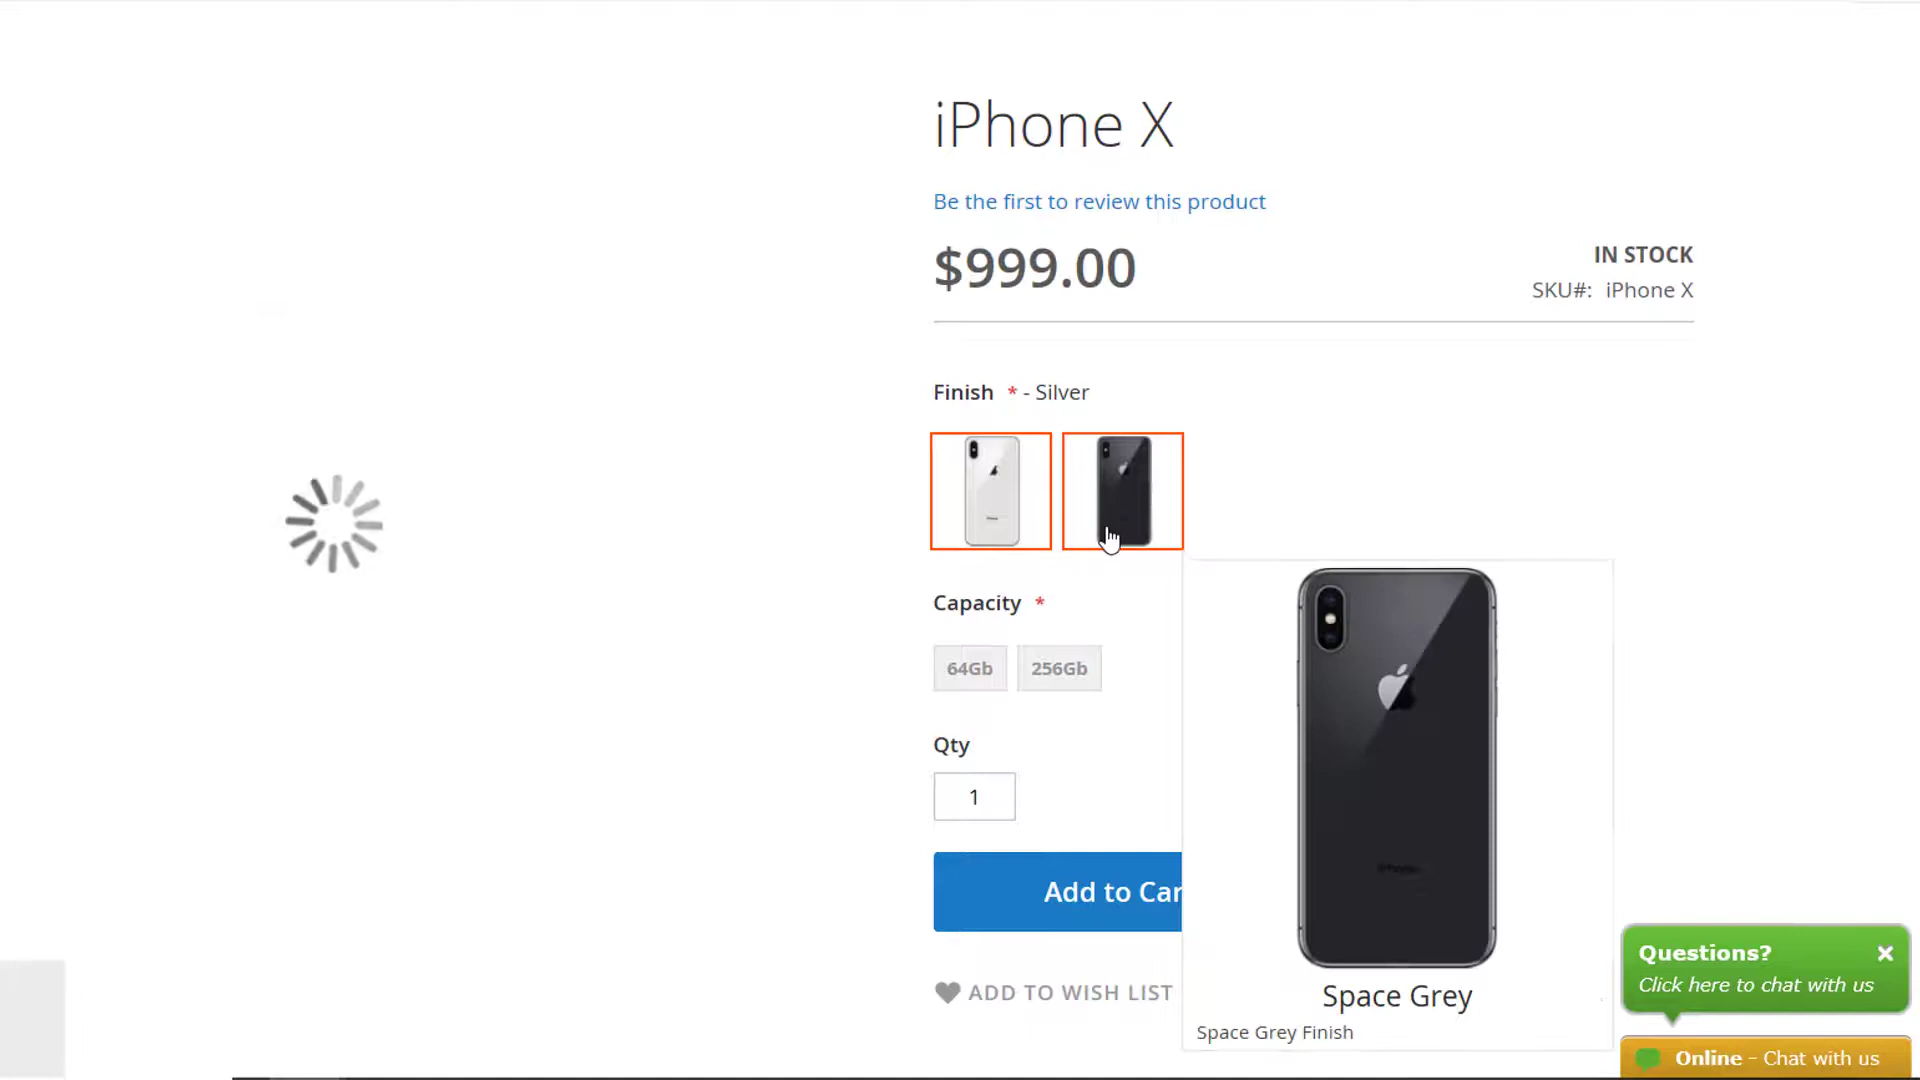 iPhone X
Be the first to review this product
$999.00
IN STOCK
SKU#: iPhone X
Finish * - Silver
Capacity *
64Gb 256Gb
Qty
1
Add to Car
ADD TO WISH LIST
Space Grey
Space Grey Finish
Questions?
Click here to chat with us
Online - Chat with us